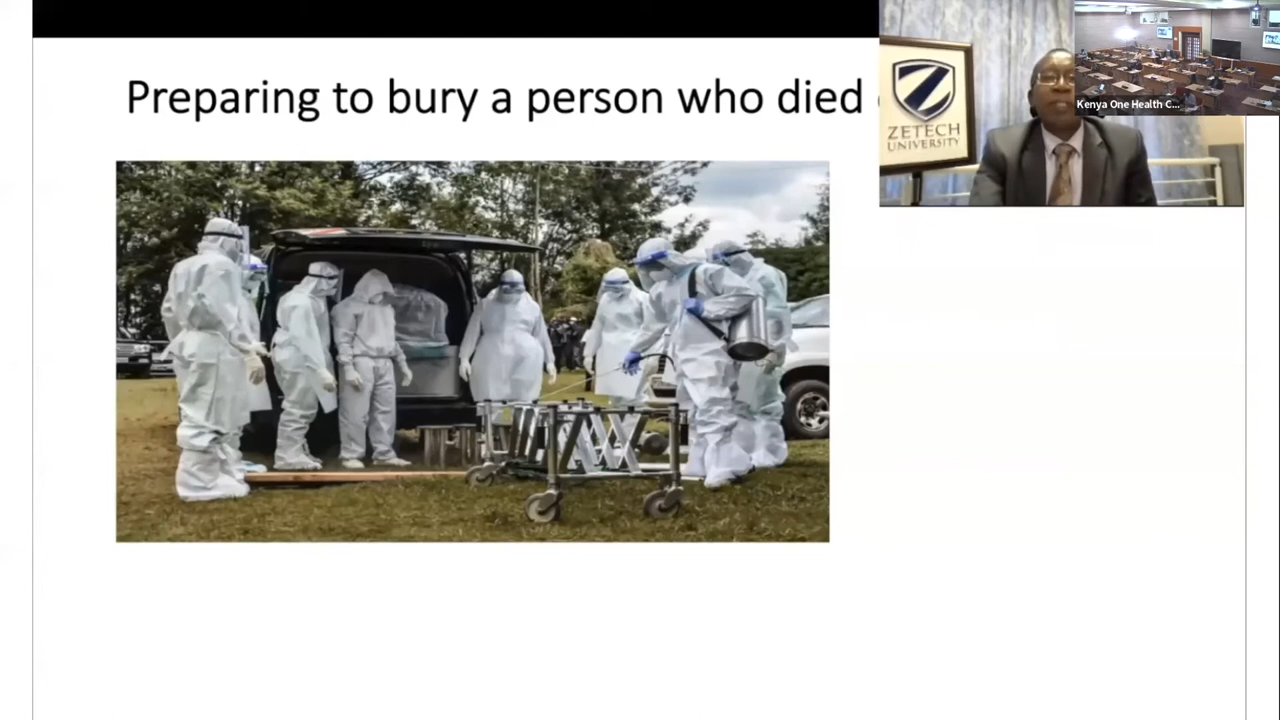 Preparing to bury a person who died
ZETECH
UNIVERSITY
Kenya One Health C...